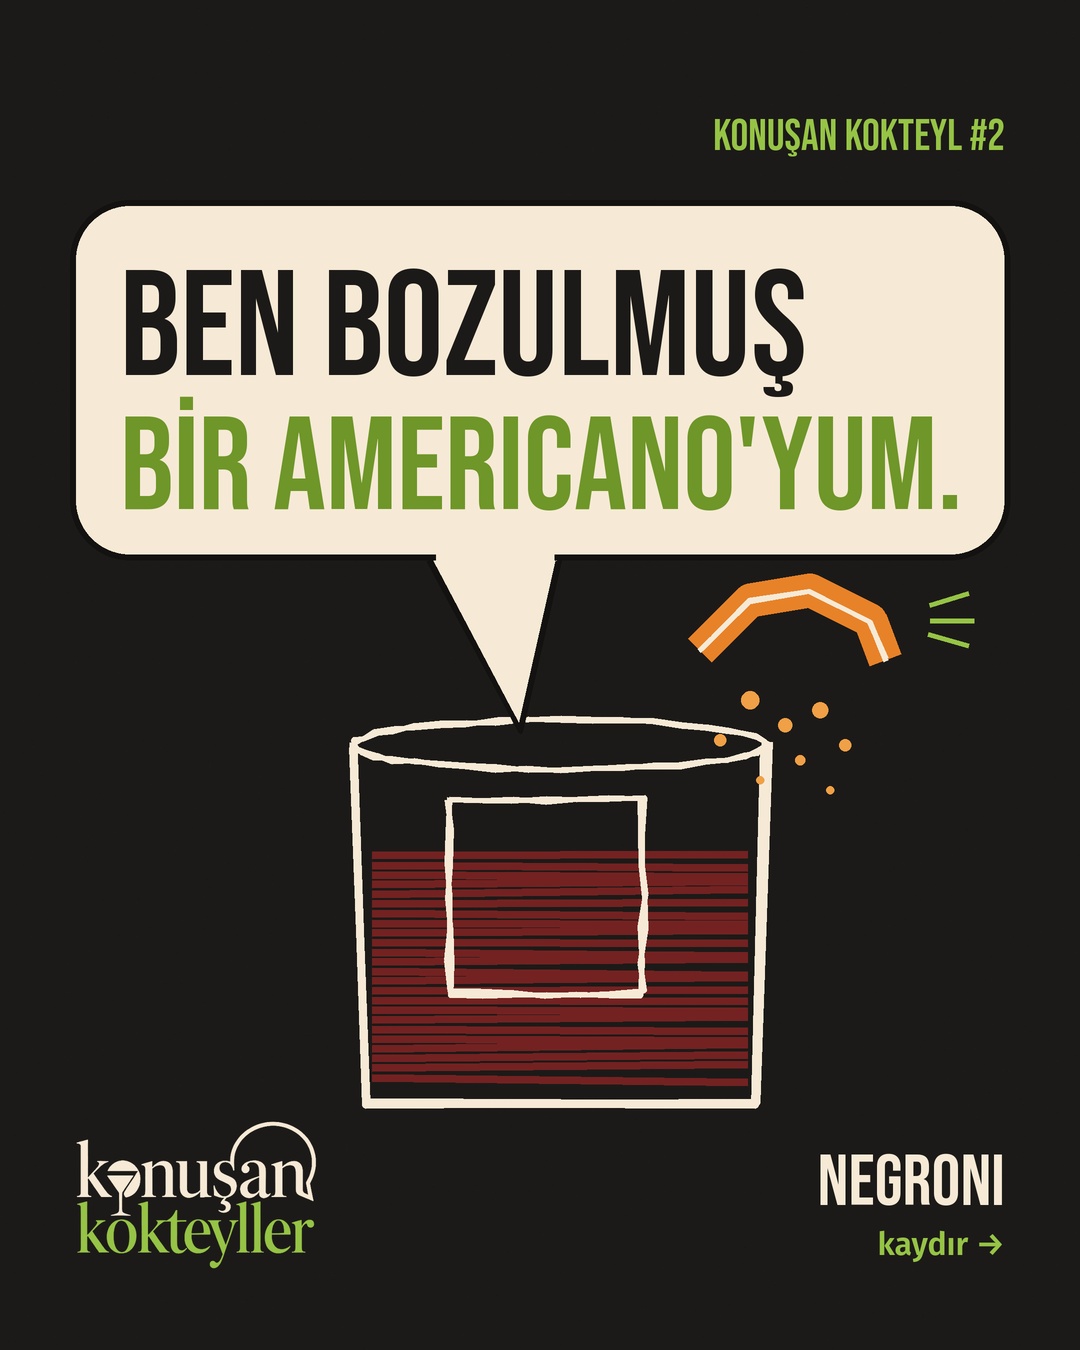 KONUŞAN KOKTEYL #2
BEN BOZULMUŞ
BİR AMERICANO'YUM.
konuşan
kokteyller
NEGRONI
kaydır →